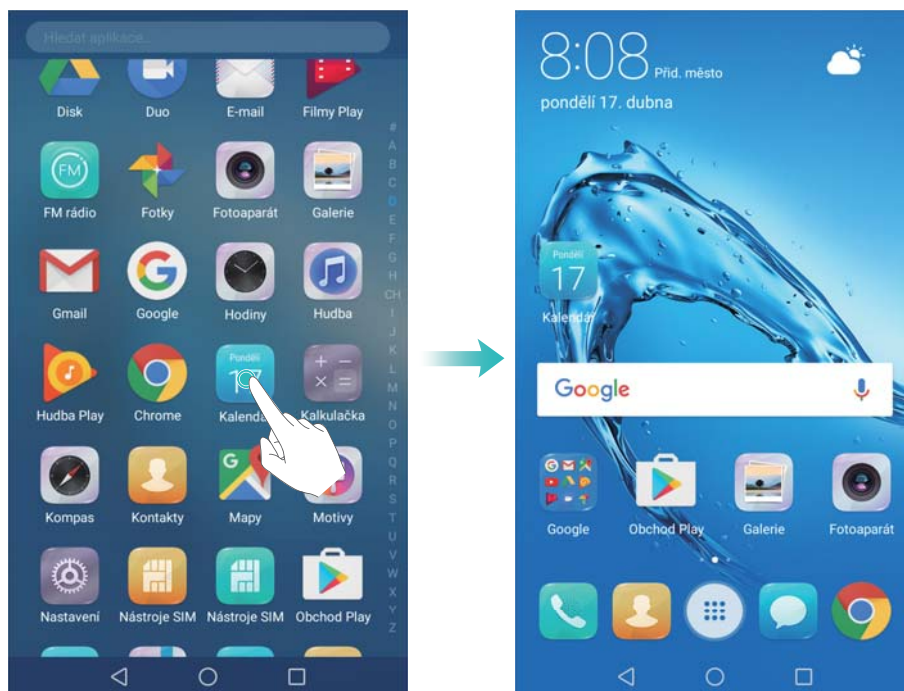 Hledat aplikace...
Disk Duo E-mail Filmy Play
#
A
B
FM
C
D
FM rádio Fotky Fotoaparát Galerie
E
F
G
H
CH
Gmail Google Hodiny Hudba
I
J
K
Pondělí
17
L
M
Hudba Play Chrome Kalendář Kalkulačka
N
O
P
G
Q
R
S
Kompas Kontakty Mapy Motivy
T
U
V
W
X
Nastavení Nástroje SIM Nástroje SIM Obchod Play
Y
Z
8:08 Příd. město
pondělí 17. dubna
Pondělí
17
Kalendář
Google
Google Obchod Play Galerie Fotoaparát